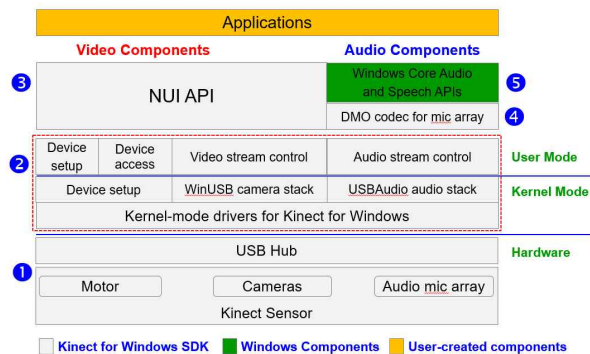 Applications
Video Components
Audio Components
3
NUI API
Windows Core Audio
and Speech APIs
5
DMO codec for mic array
4
2
Device
setup
Device
access
Video stream control
Audio stream control
User Mode
Device setup
WinUSB camera stack
USBAudio audio stack
Kernel Mode
Kernel-mode drivers for Kinect for Windows
USB Hub
Hardware
1
Motor
Cameras
Audio mic array
Kinect Sensor
Kinect for Windows SDK
Windows Components
User-created components